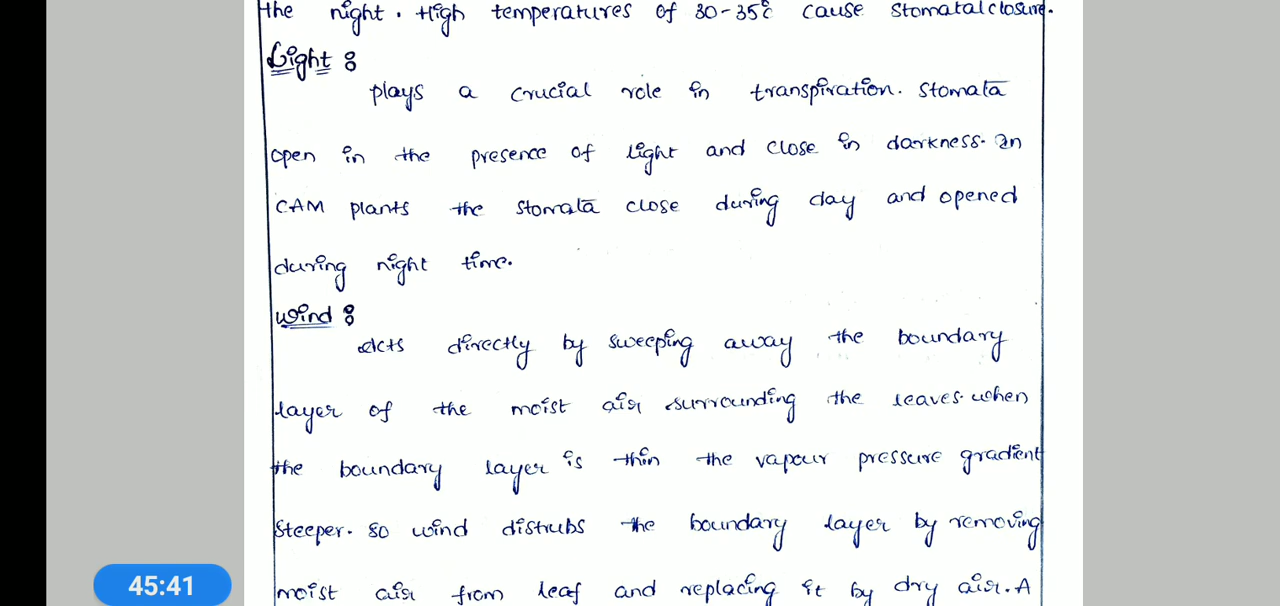 the night. High temperatures of 30-35°c cause stomatal closure.
Light :
plays a crucial role in transpiration. Stomata
open in the presence of light and close in darkness. In
CAM plants the stomata close during day and opened
during night time.
Wind :
Acts directly by sweeping away the boundary
layer of the moist air surrounding the leaves. when
the boundary layer is thin the vapour pressure gradient
steeper. so wind distrubs the boundary layer by removing
moist air from leaf and replacing it by dry air. A
45:41